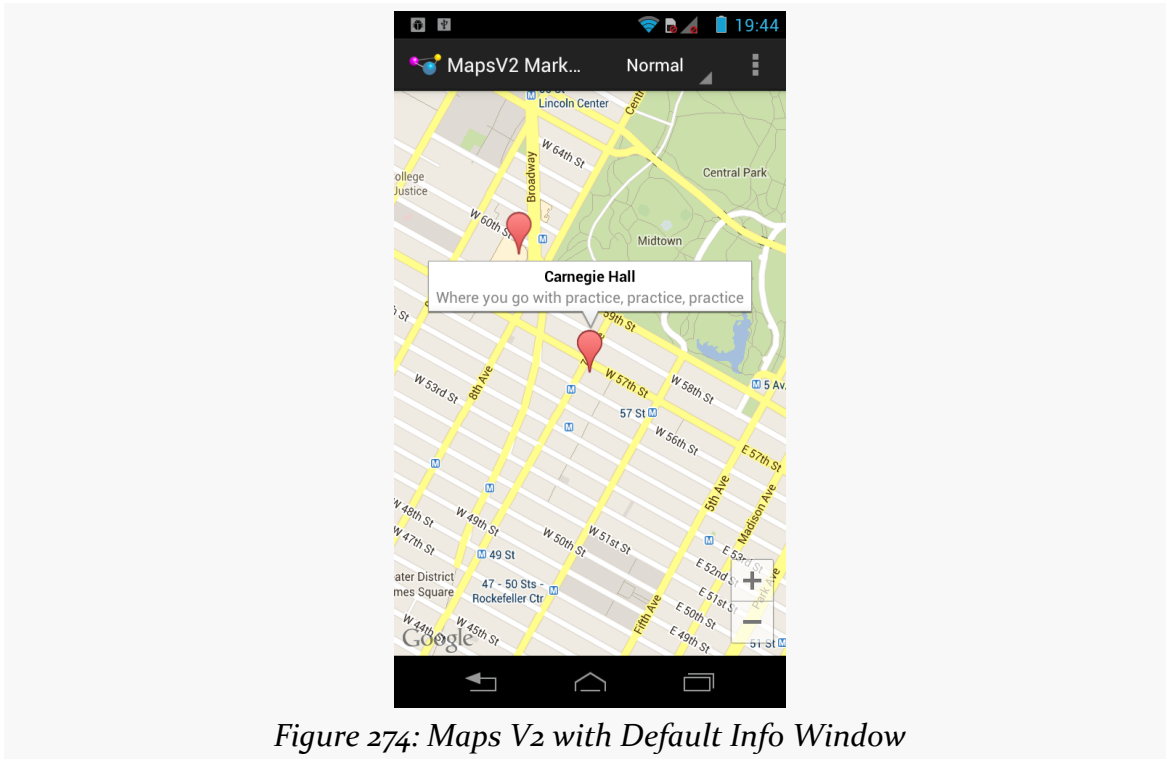 19:44
MapsV2 Mark...
Normal
Lincoln Center
W 64th St
Broadway
Central Park
ollege
Justice
W 60th St
Midtown
Carnegie Hall
Where you go with practice, practice, practice
59th St
W 57th St
W 58th St
W 53rd St
8th Ave
57 St
W 56th St
5 Av
E 57th St
5th Ave
Madison Ave
W 48th St
W 49th St
W 47th St
W 50th St
W 51st St
49 St
E 53rd St
E 52nd St
ater District
mes Square
47 - 50 Sts -
Rockefeller Ctr
E 51st St
Park Ave
Fifth Ave
E 50th St
W 44th St
W 45th St
E 49th St
51 St
Google
Figure 274: Maps V2 with Default Info Window